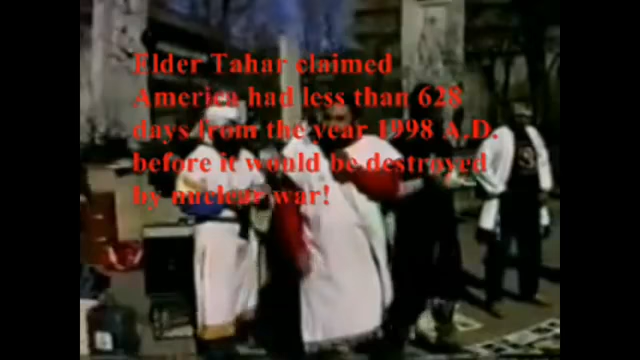 Elder Tahar claimed
America had less than 628
days from the year 1998 A.D.
before it would be destroyed
by nuclear war!